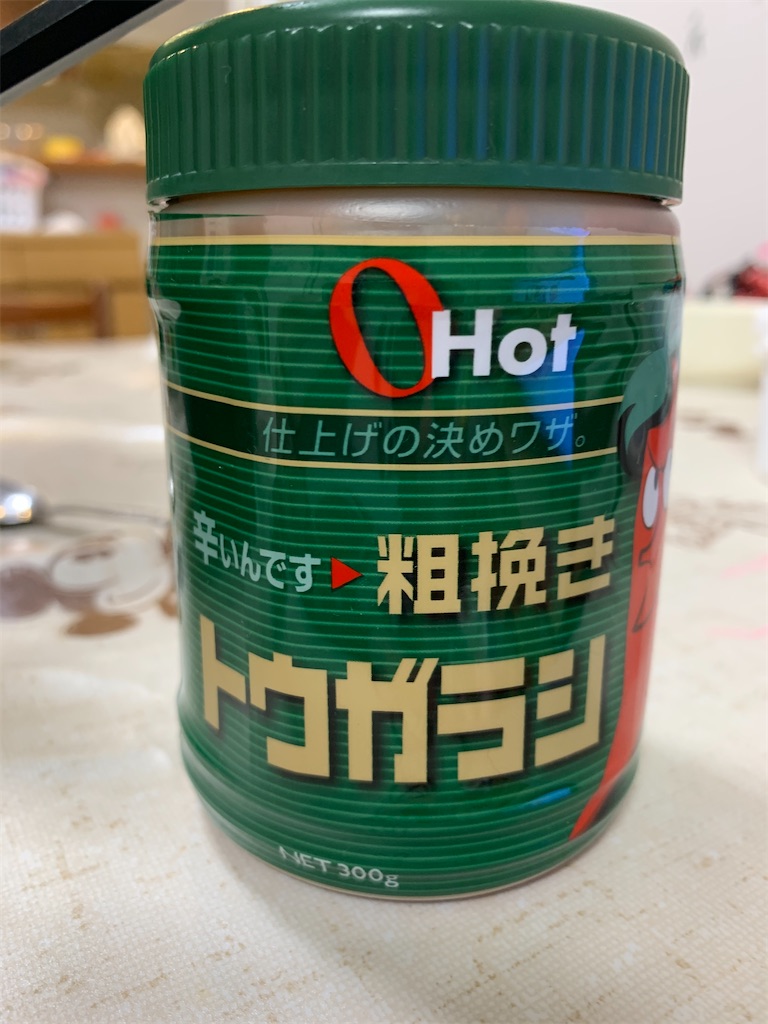 O Hot
仕上げの決めワザ。
辛いんです▶粗挽き
トウガラシ
NET 300g